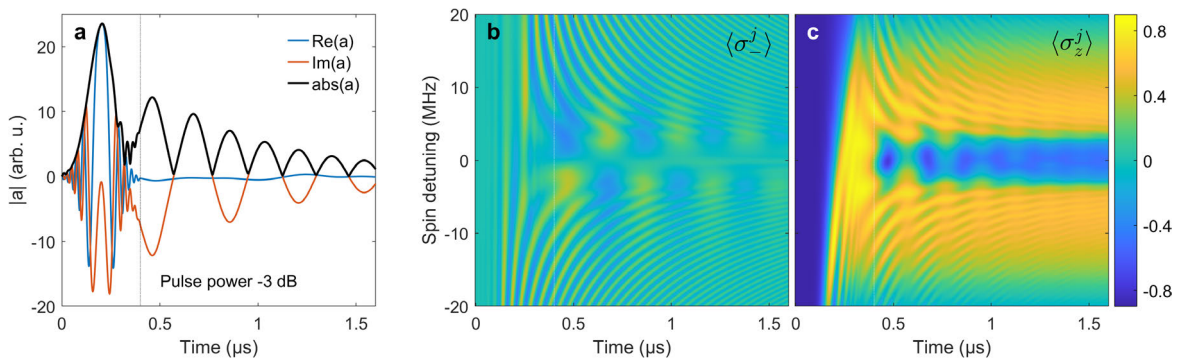 a
20
10
0
-10
-20
|a| (arb. u.)
Re(a)
Im(a)
abs(a)
Pulse power -3 dB
0
0.5
1
1.5
Time (µs)
b
⟨σ₋ʲ⟩
20
10
0
-10
-20
Spin detuning (MHz)
0
0.5
1
1.5
Time (µs)
c
⟨σ_zʲ⟩
0
0.5
1
1.5
Time (µs)
0.8
0.4
0
-0.4
-0.8